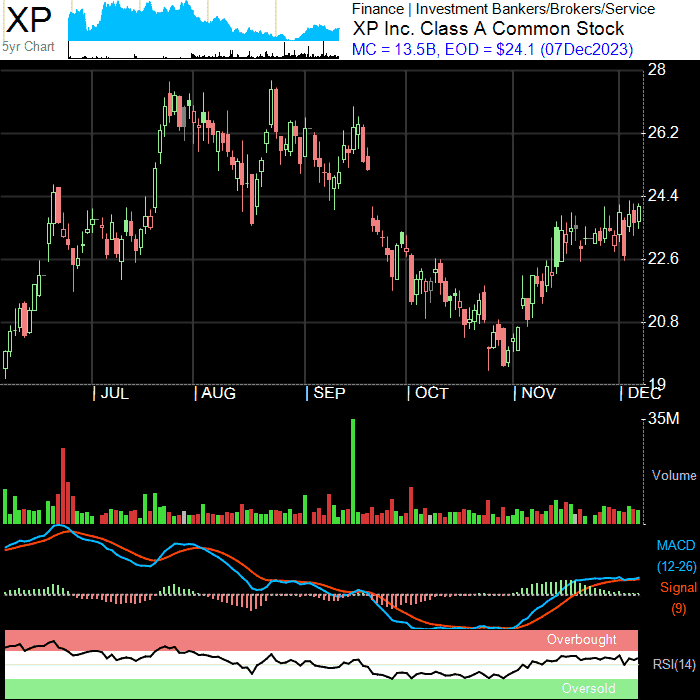 XP
5yr Chart
Finance | Investment Bankers/Brokers/Service
XP Inc. Class A Common Stock
MC = 13.5B, EOD = $24.1 (07Dec2023)
28
26.2
24.4
22.6
20.8
19
| JUL
| AUG
| SEP
| OCT
| NOV
| DEC
35M
Volume
MACD
(12-26)
Signal
(9)
Overbought
RSI(14)
Oversold